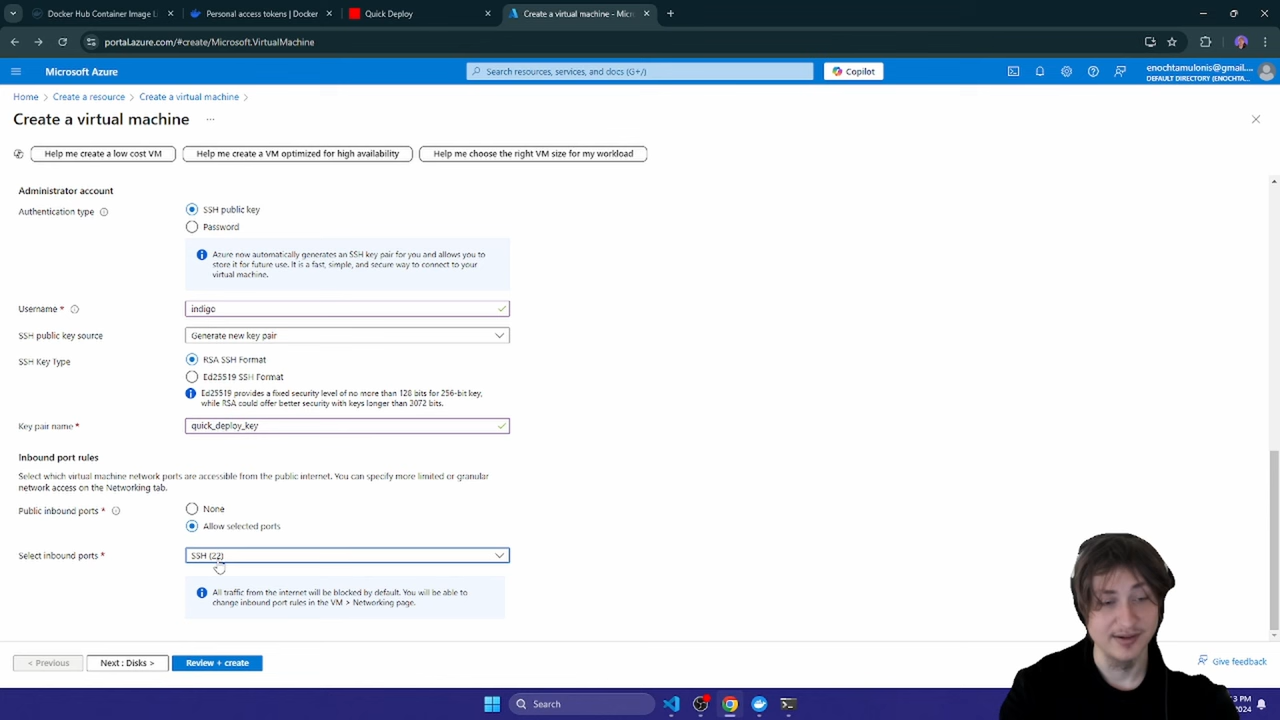 Docker Hub Container Image Li
Personal access tokens | Docker
Quick Deploy
Create a virtual machine - Micro
portal.azure.com/#create/Microsoft.VirtualMachine
Microsoft Azure
Search resources, services, and docs (G+/)
Copilot
enochtamulonis@gmail....
DEFAULT DIRECTORY (ENOCHTA...
Home > Create a resource > Create a virtual machine >
Create a virtual machine ...
Help me create a low cost VM
Help me create a VM optimized for high availability
Help me choose the right VM size for my workload
Administrator account
Authentication type
SSH public key
Password
Azure now automatically generates an SSH key pair for you and allows you to
store it for future use. It is a fast, simple, and secure way to connect to your
virtual machine.
Username *
indigo
SSH public key source
Generate new key pair
SSH Key Type
RSA SSH Format
Ed25519 SSH Format
Ed25519 provides a fixed security level of no more than 128 bits for 256-bit key,
while RSA could offer better security with keys longer than 3072 bits.
Key pair name *
quick_deploy_key
Inbound port rules
Select which virtual machine network ports are accessible from the public internet. You can specify more limited or granular
network access on the Networking tab.
Public inbound ports *
None
Allow selected ports
Select inbound ports *
SSH (22)
All traffic from the internet will be blocked by default. You will be able to
change inbound port rules in the VM > Networking page.
< Previous
Next : Disks >
Review + create
Give feedback
Search